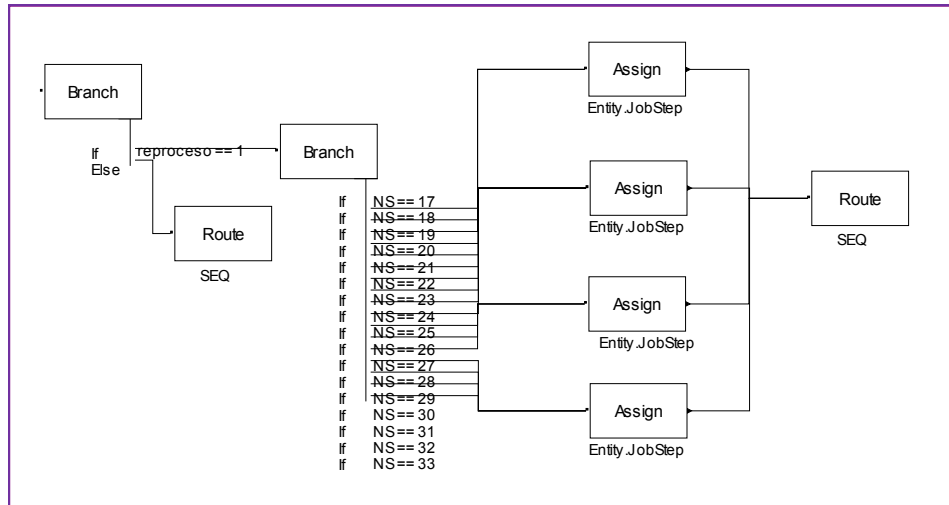 Branch
If reproceso == 1
Else
Route
SEQ
Branch
If NS== 17
If NS== 18
If NS== 19
If NS== 20
If NS== 21
If NS== 22
If NS== 23
If NS== 24
If NS== 25
If NS== 26
If NS== 27
If NS== 28
If NS== 29
If NS== 30
If NS== 31
If NS== 32
If NS== 33
Assign
Entity.JobStep
Assign
Entity.JobStep
Assign
Entity.JobStep
Assign
Entity.JobStep
Route
SEQ